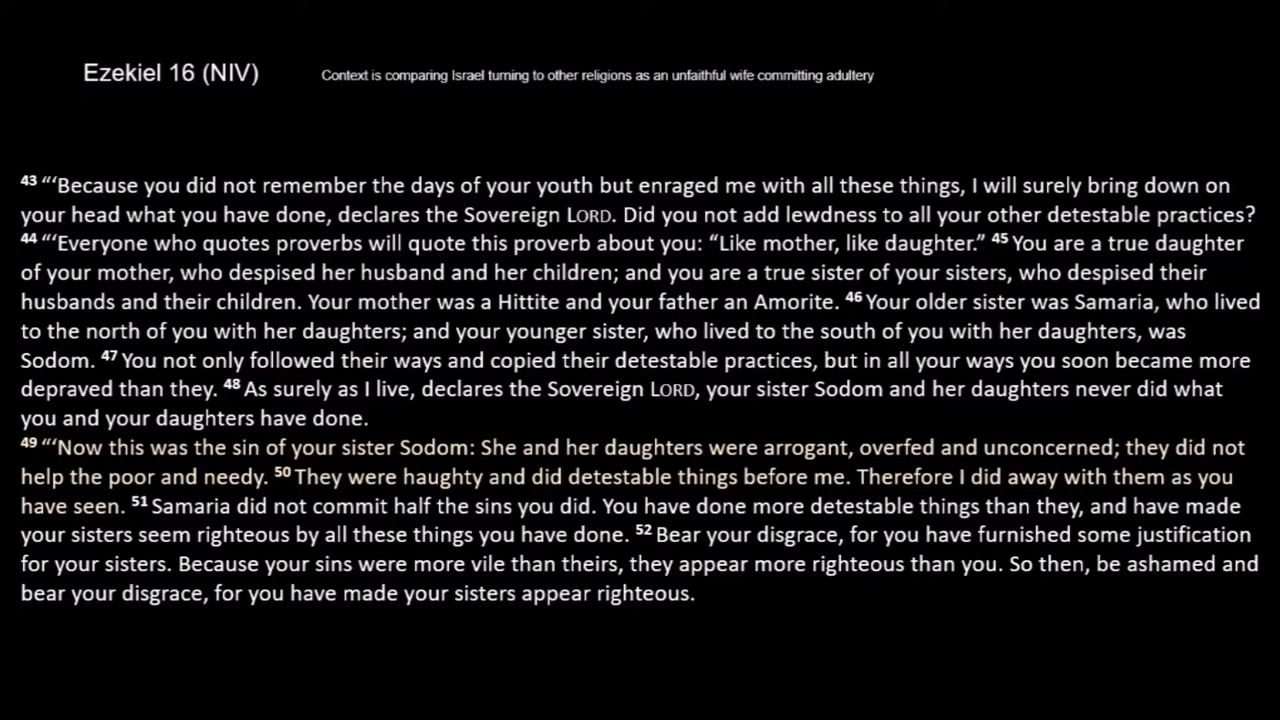 Ezekiel 16 (NIV) Context is comparing Israel turning to other religions as an unfaithful wife committing adultery
43 “‘Because you did not remember the days of your youth but enraged me with all these things, I will surely bring down on
your head what you have done, declares the Sovereign LORD. Did you not add lewdness to all your other detestable practices?
44 “‘Everyone who quotes proverbs will quote this proverb about you: “Like mother, like daughter.” 45 You are a true daughter
of your mother, who despised her husband and her children; and you are a true sister of your sisters, who despised their
husbands and their children. Your mother was a Hittite and your father an Amorite. 46 Your older sister was Samaria, who lived
to the north of you with her daughters; and your younger sister, who lived to the south of you with her daughters, was
Sodom. 47 You not only followed their ways and copied their detestable practices, but in all your ways you soon became more
depraved than they. 48 As surely as I live, declares the Sovereign LORD, your sister Sodom and her daughters never did what
you and your daughters have done.
49 “‘Now this was the sin of your sister Sodom: She and her daughters were arrogant, overfed and unconcerned; they did not
help the poor and needy. 50 They were haughty and did detestable things before me. Therefore I did away with them as you
have seen. 51 Samaria did not commit half the sins you did. You have done more detestable things than they, and have made
your sisters seem righteous by all these things you have done. 52 Bear your disgrace, for you have furnished some justification
for your sisters. Because your sins were more vile than theirs, they appear more righteous than you. So then, be ashamed and
bear your disgrace, for you have made your sisters appear righteous.